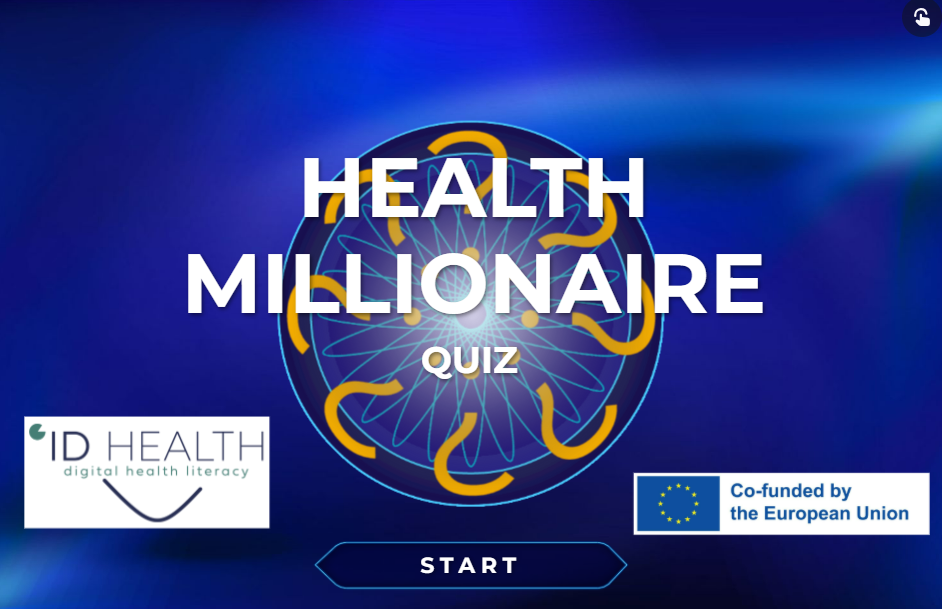 HEALTH
MILLIONAIRE
QUIZ
ID HEALTH
digital health literacy
Co-funded by
the European Union
START